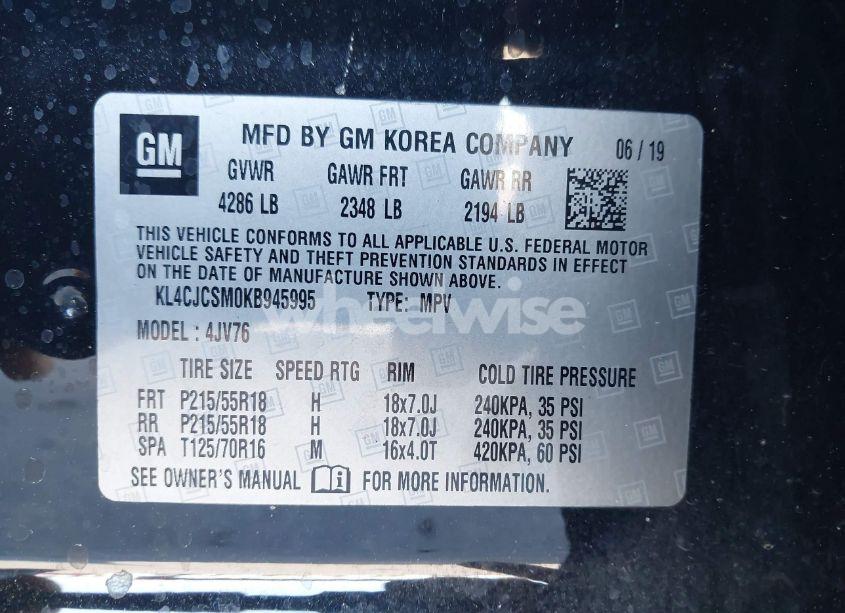 GM
MFD BY GM KOREA COMPANY 06 / 19
GVWR GAWR FRT GAWR RR
4286 LB 2348 LB 2194 LB
THIS VEHICLE CONFORMS TO ALL APPLICABLE U.S. FEDERAL MOTOR
VEHICLE SAFETY AND THEFT PREVENTION STANDARDS IN EFFECT
ON THE DATE OF MANUFACTURE SHOWN ABOVE.
KL4CJCSM0KB945995 TYPE: MPV
wheelwise
MODEL : 4JV76
TIRE SIZE SPEED RTG RIM COLD TIRE PRESSURE
FRT P215/55R18 H 18x7.0J 240KPA, 35 PSI
RR P215/55R18 H 18x7.0J 240KPA, 35 PSI
SPA T125/70R16 M 16x4.0T 420KPA, 60 PSI
SEE OWNER'S MANUAL FOR MORE INFORMATION.